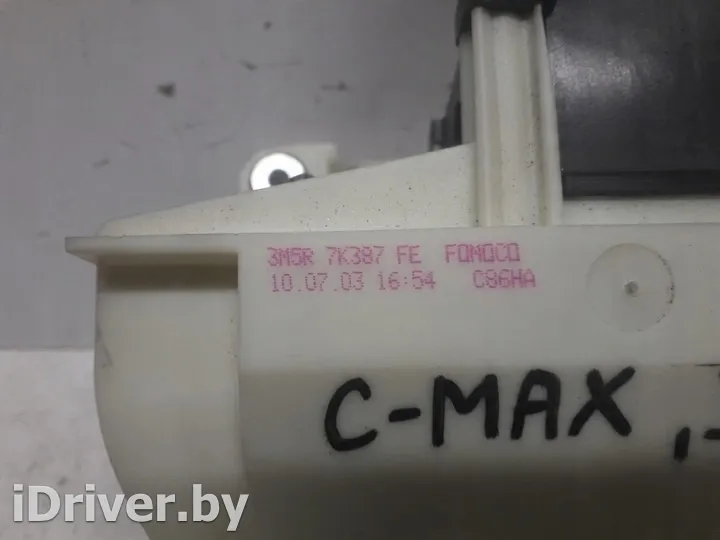 3M5R 7K387 FE FOMOCO
10.07.03 16:54 C86HA
C-MAX
iDriver.by